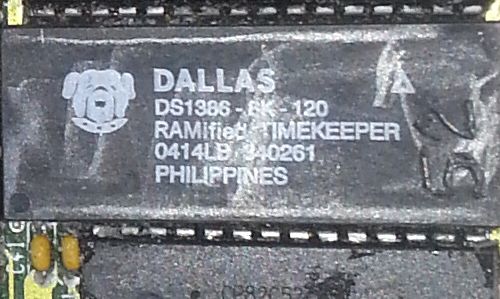 DALLAS
DS1386-8K-120
RAMified TIMEKEEPER
0414LB 340261
PHILIPPINES